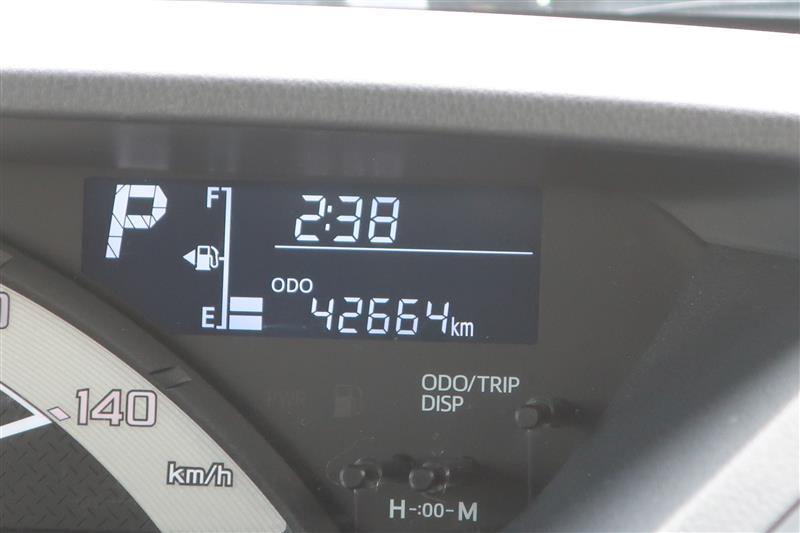 P
F
2:38
ODO
E
42664km
ODO/TRIP
DISP
140
km/h
H-:00-M